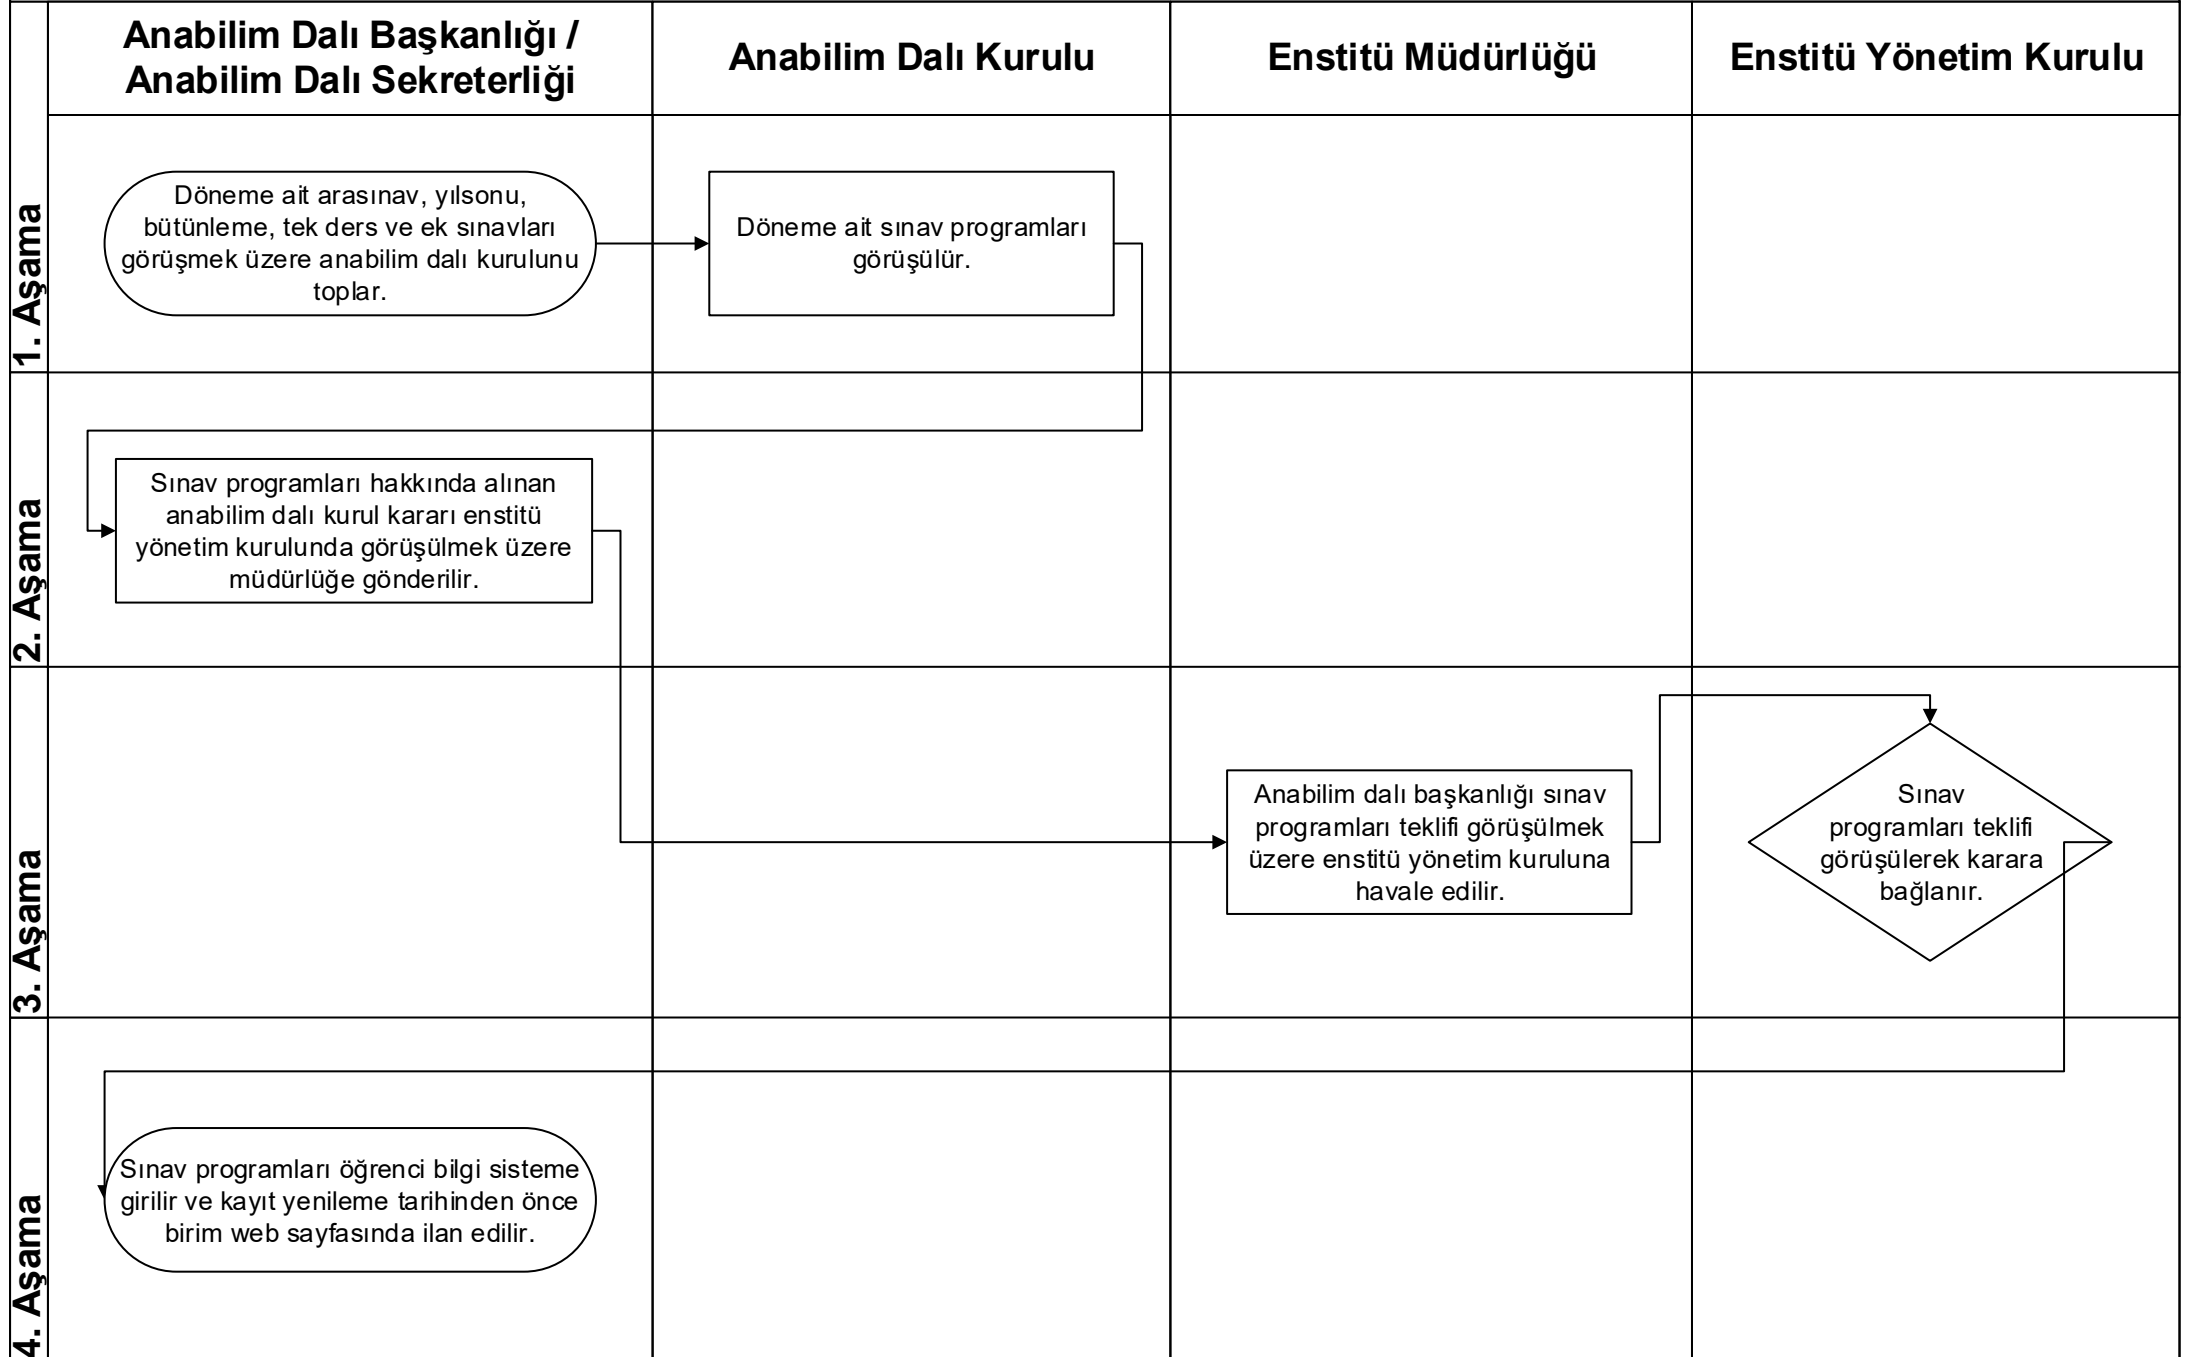 Anabilim Dalı Başkanlığı /
Anabilim Dalı Sekreterliği
Anabilim Dalı Kurulu
Enstitü Müdürlüğü
Enstitü Yönetim Kurulu
1. Aşama
Döneme ait arasınav, yılsonu,
bütünleme, tek ders ve ek sınavları
görüşmek üzere anabilim dalı kurulunu
toplar.
Döneme ait sınav programları
görüşülür.
2. Aşama
Sınav programları hakkında alınan
anabilim dalı kurul kararı enstitü
yönetim kurulunda görüşülmek üzere
müdürlüğe gönderilir.
3. Aşama
Anabilim dalı başkanlığı sınav
programları teklifi görüşülmek
üzere enstitü yönetim kuruluna
havale edilir.
Sınav
programları teklifi
görüşülerek karara
bağlanır.
4. Aşama
Sınav programları öğrenci bilgi sisteme
girilir ve kayıt yenileme tarihinden önce
birim web sayfasında ilan edilir.